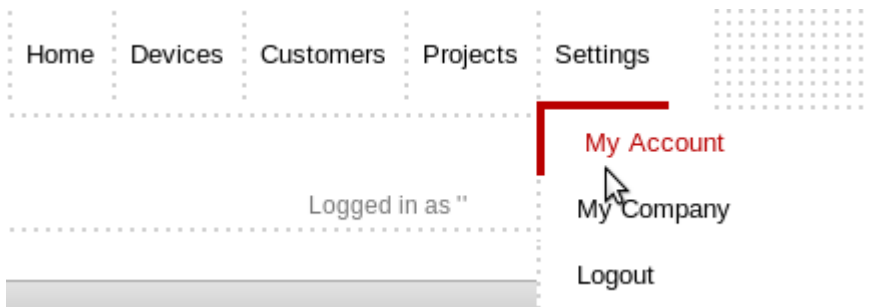 Home Devices Customers Projects Settings
My Account
Logged in as ''
My Company
Logout